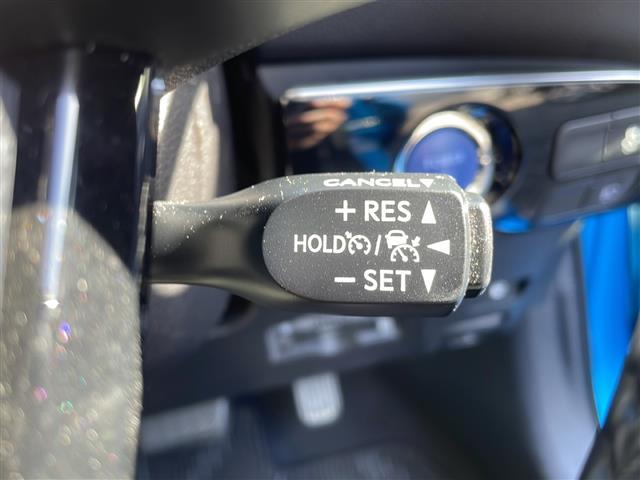 CANCEL
+ RES
HOLD /
− SET